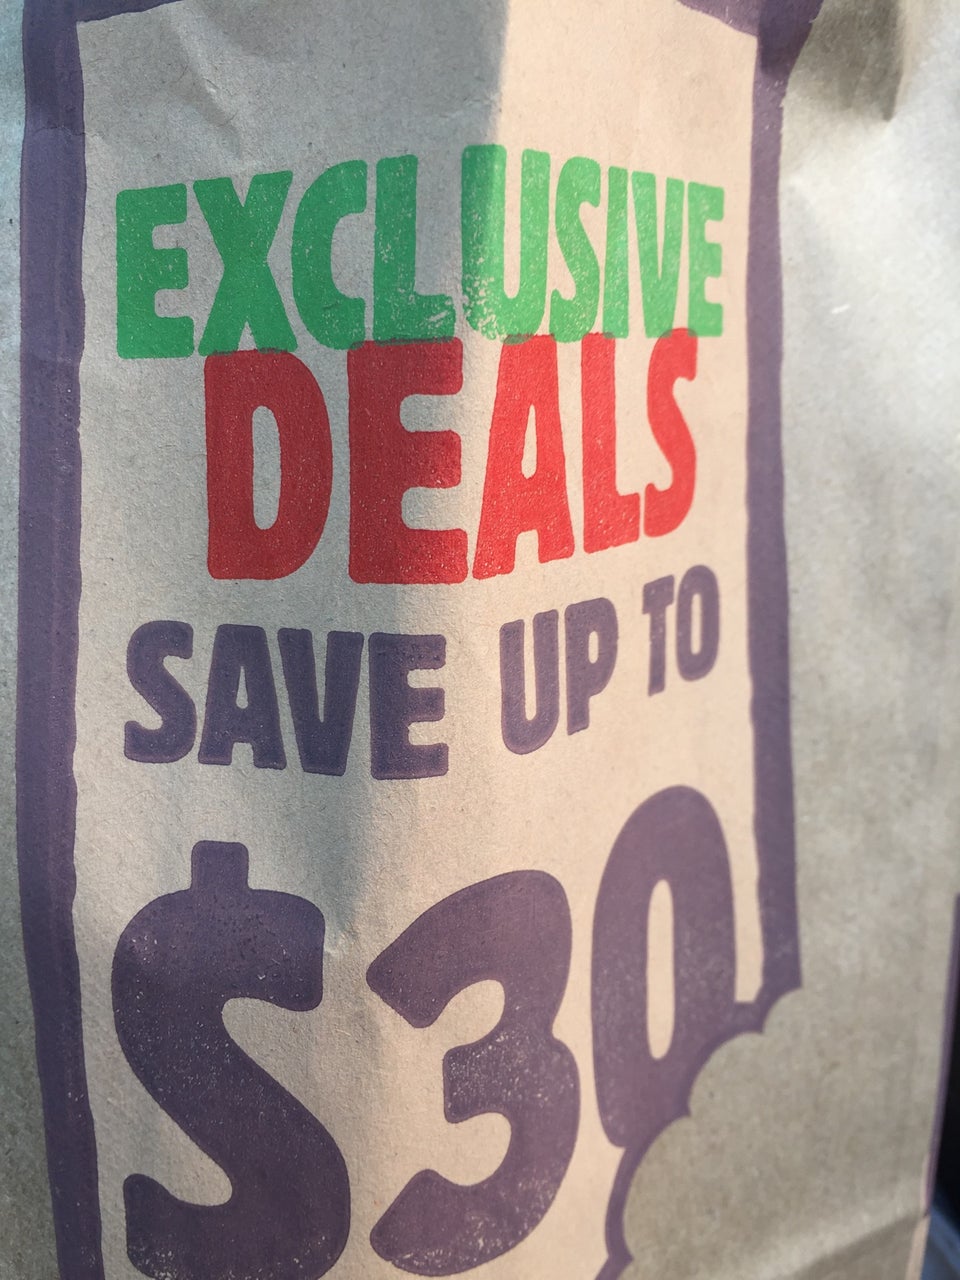 EXCLUSIVE
DEALS
SAVE UP TO
$30